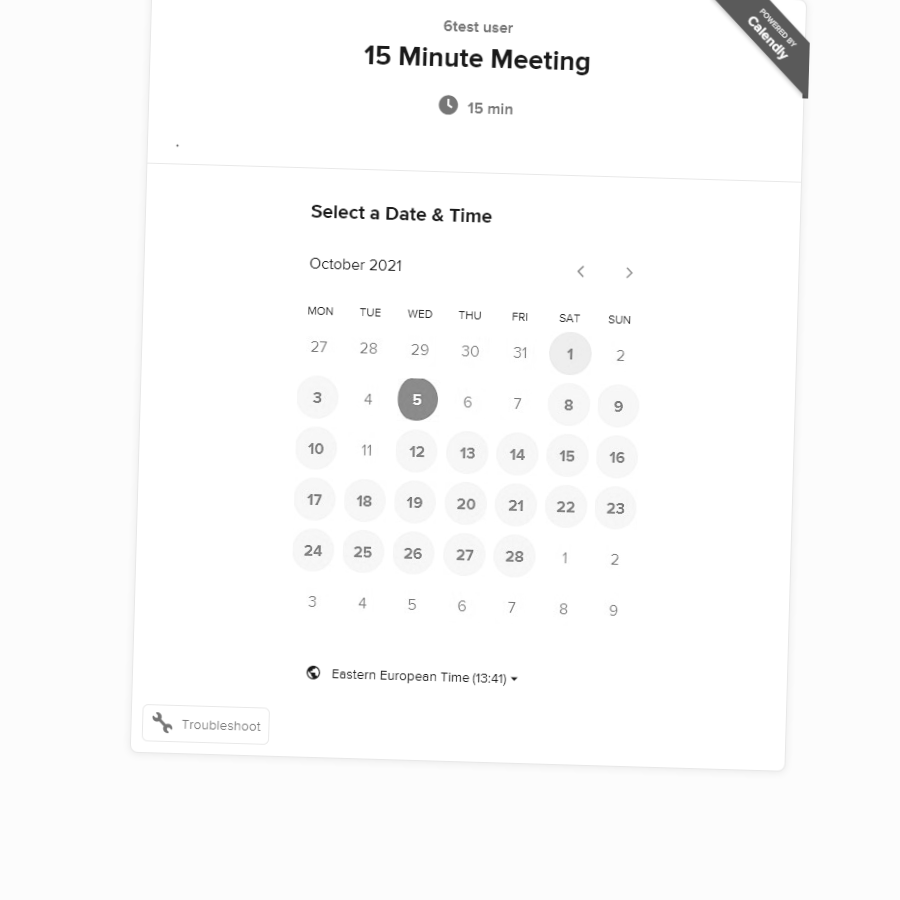 6test user
15 Minute Meeting
15 min
POWERED BY
Calendly
Select a Date & Time
October 2021
MON TUE WED THU FRI SAT SUN
27 28 29 30 31 1 2
3 4 5 6 7 8 9
10 11 12 13 14 15 16
17 18 19 20 21 22 23
24 25 26 27 28 1 2
3 4 5 6 7 8 9
Eastern European Time (13:41)
Troubleshoot